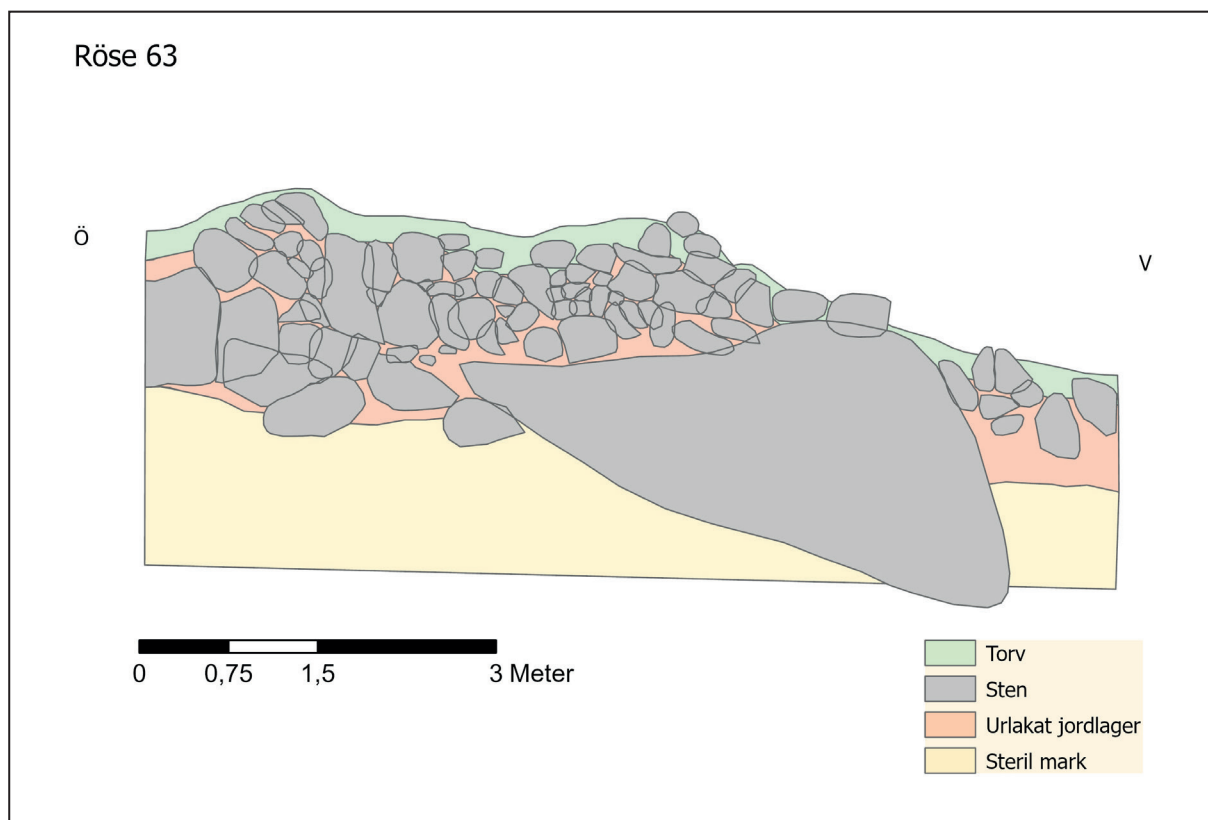 Röse 63
Ö
V
0 0,75 1,5 3 Meter
Torv
Sten
Urlakat jordlager
Steril mark